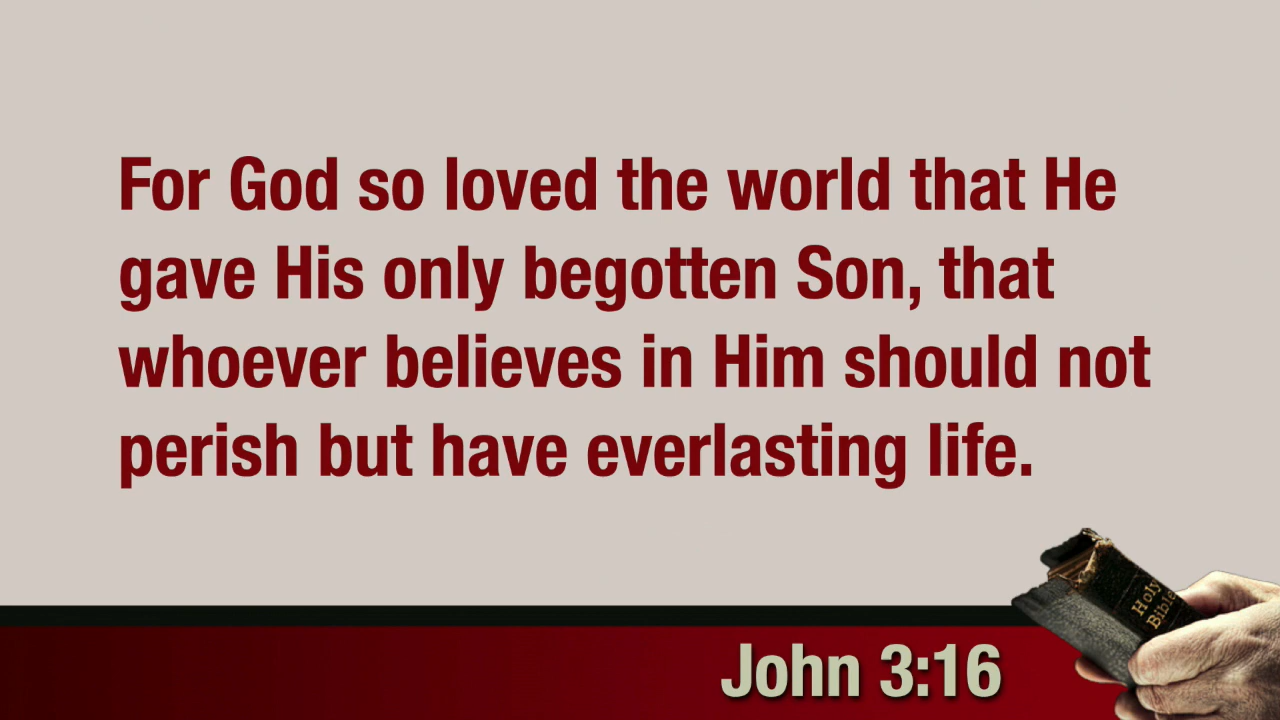 For God so loved the world that He
gave His only begotten Son, that
whoever believes in Him should not
perish but have everlasting life.
Holy
Bible
John 3:16